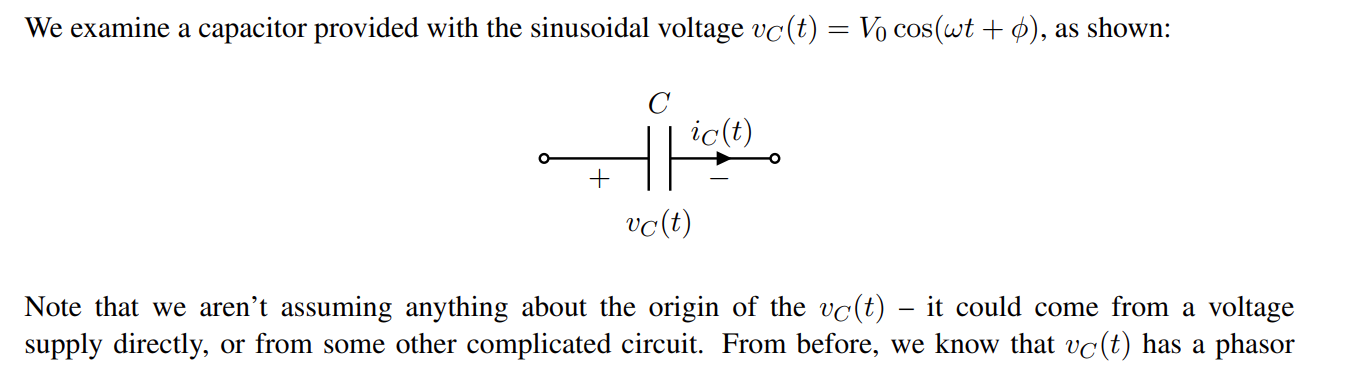 We examine a capacitor provided with the sinusoidal voltage v_C(t) = V_0 cos(ωt + ϕ), as shown:
C
i_C(t)
+
−
v_C(t)
Note that we aren’t assuming anything about the origin of the v_C(t) – it could come from a voltage
supply directly, or from some other complicated circuit. From before, we know that v_C(t) has a phasor